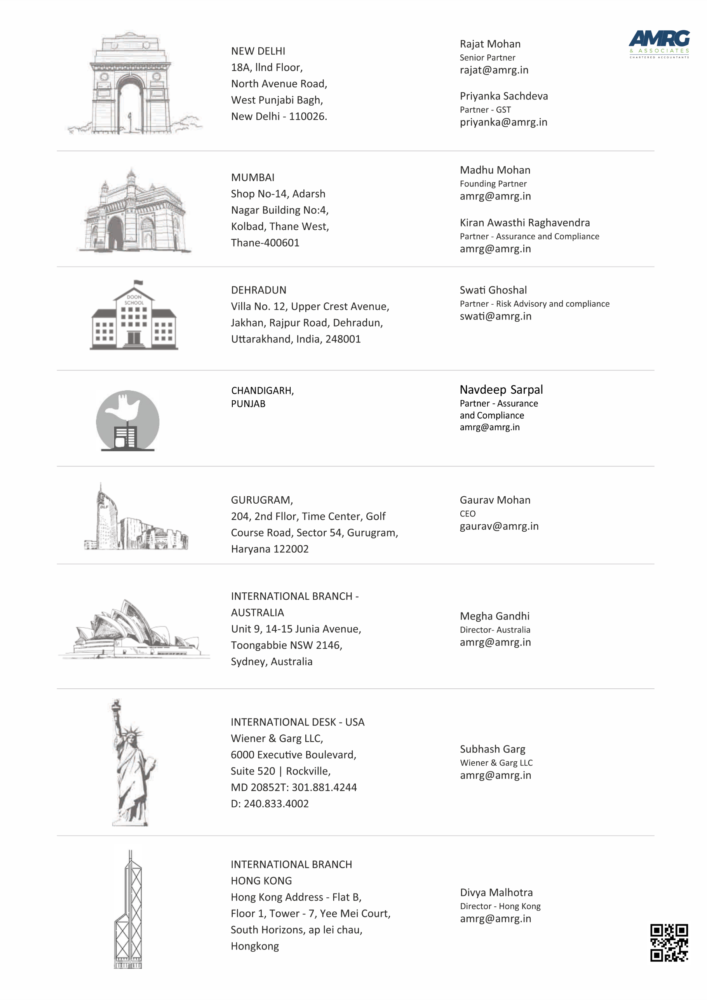 AMRG
& ASSOCIATES
CHARTERED ACCOUNTANTS
NEW DELHI
18A, llnd Floor,
North Avenue Road,
West Punjabi Bagh,
New Delhi - 110026.
Rajat Mohan
Senior Partner
rajat@amrg.in
Priyanka Sachdeva
Partner - GST
priyanka@amrg.in
MUMBAI
Shop No-14, Adarsh
Nagar Building No:4,
Kolbad, Thane West,
Thane-400601
Madhu Mohan
Founding Partner
amrg@amrg.in
Kiran Awasthi Raghavendra
Partner - Assurance and Compliance
amrg@amrg.in
DOON
SCHOOL
DEHRADUN
Villa No. 12, Upper Crest Avenue,
Jakhan, Rajpur Road, Dehradun,
Uttarakhand, India, 248001
Swati Ghoshal
Partner - Risk Advisory and compliance
swati@amrg.in
CHANDIGARH,
PUNJAB
Navdeep Sarpal
Partner - Assurance
and Compliance
amrg@amrg.in
DLF
GURUGRAM,
204, 2nd Fllor, Time Center, Golf
Course Road, Sector 54, Gurugram,
Haryana 122002
Gaurav Mohan
CEO
gaurav@amrg.in
INTERNATIONAL BRANCH -
AUSTRALIA
Unit 9, 14-15 Junia Avenue,
Toongabbie NSW 2146,
Sydney, Australia
Megha Gandhi
Director- Australia
amrg@amrg.in
INTERNATIONAL DESK - USA
Wiener & Garg LLC,
6000 Executive Boulevard,
Suite 520 | Rockville,
MD 20852T: 301.881.4244
D: 240.833.4002
Subhash Garg
Wiener & Garg LLC
amrg@amrg.in
INTERNATIONAL BRANCH
HONG KONG
Hong Kong Address - Flat B,
Floor 1, Tower - 7, Yee Mei Court,
South Horizons, ap lei chau,
Hongkong
Divya Malhotra
Director - Hong Kong
amrg@amrg.in